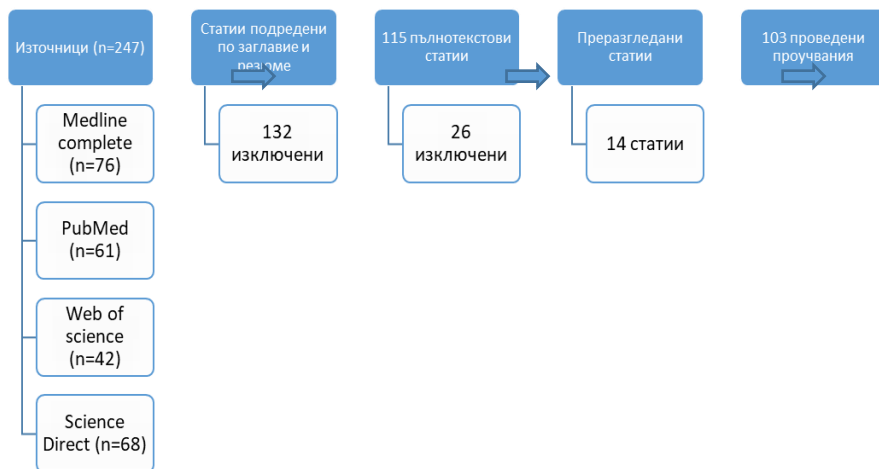 Източници (n=247)
Medline
complete
(n=76)
PubMed
(n=61)
Web of
science
(n=42)
Science
Direct (n=68)
Статии подредени
по заглавие и
резюме
132
изключени
115 пълнотекстови
статии
26
изключени
Преразгледани
статии
14 статии
103 проведени
проучвания